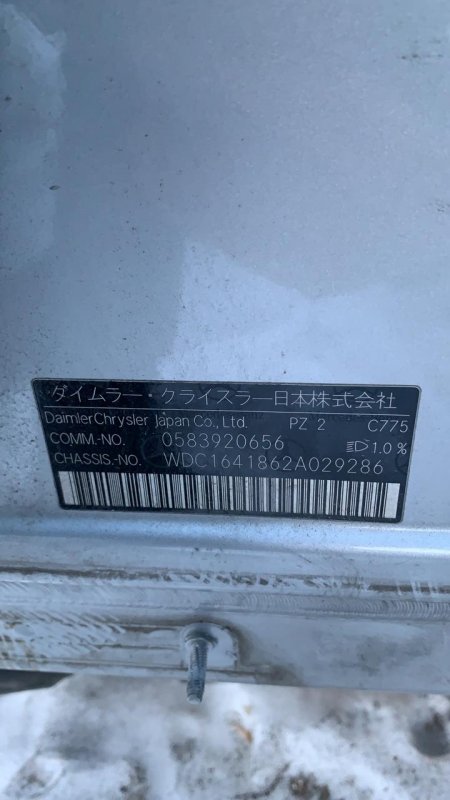 ダイムラー・クライスラー日本株式会社
DaimlerChrysler Japan Co., Ltd. PZ 2 C775
COMM.-NO. 0583920656 1.0%
CHASSIS.-NO. WDC1641862A029286